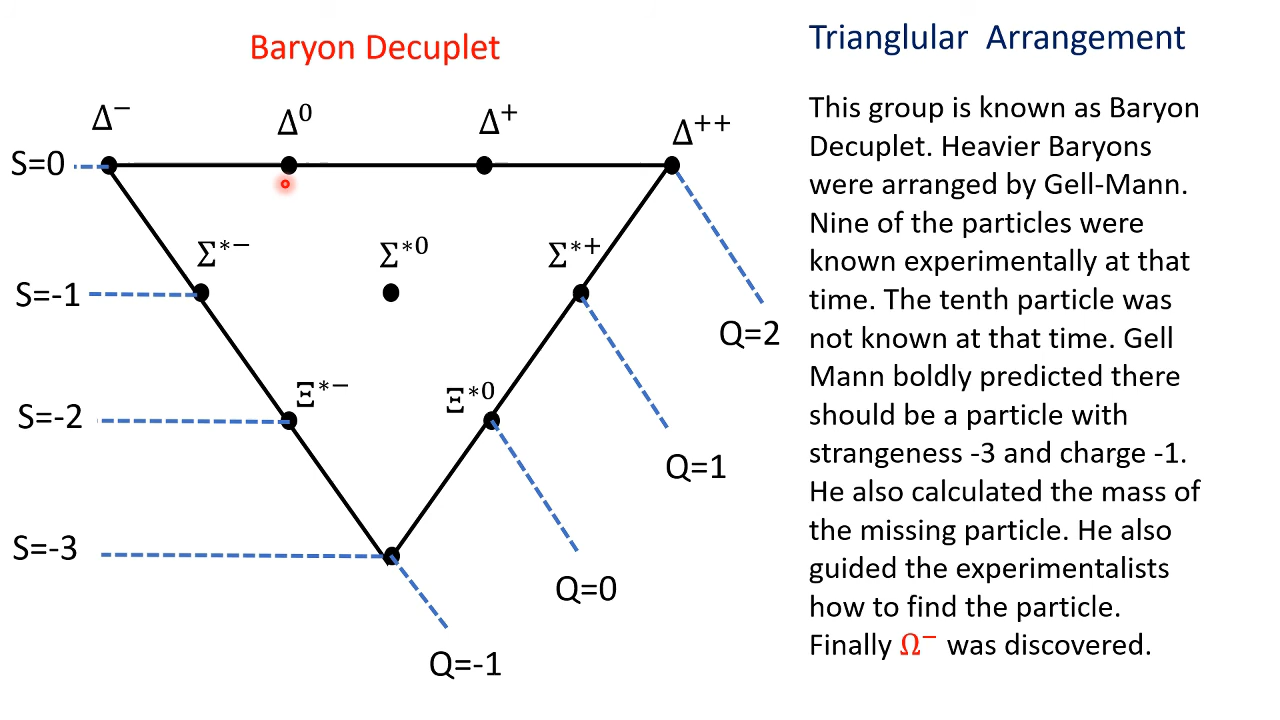 Baryon Decuplet
Δ⁻ Δ⁰ Δ⁺ Δ⁺⁺
S=0
Σ*⁻ Σ*⁰ Σ*⁺
S=-1
Q=2
Ξ*⁻ Ξ*⁰
S=-2
Q=1
S=-3
Q=0
Q=-1
Trianglular Arrangement
This group is known as Baryon
Decuplet. Heavier Baryons
were arranged by Gell-Mann.
Nine of the particles were
known experimentally at that
time. The tenth particle was
not known at that time. Gell
Mann boldly predicted there
should be a particle with
strangeness -3 and charge -1.
He also calculated the mass of
the missing particle. He also
guided the experimentalists
how to find the particle.
Finally Ω⁻ was discovered.